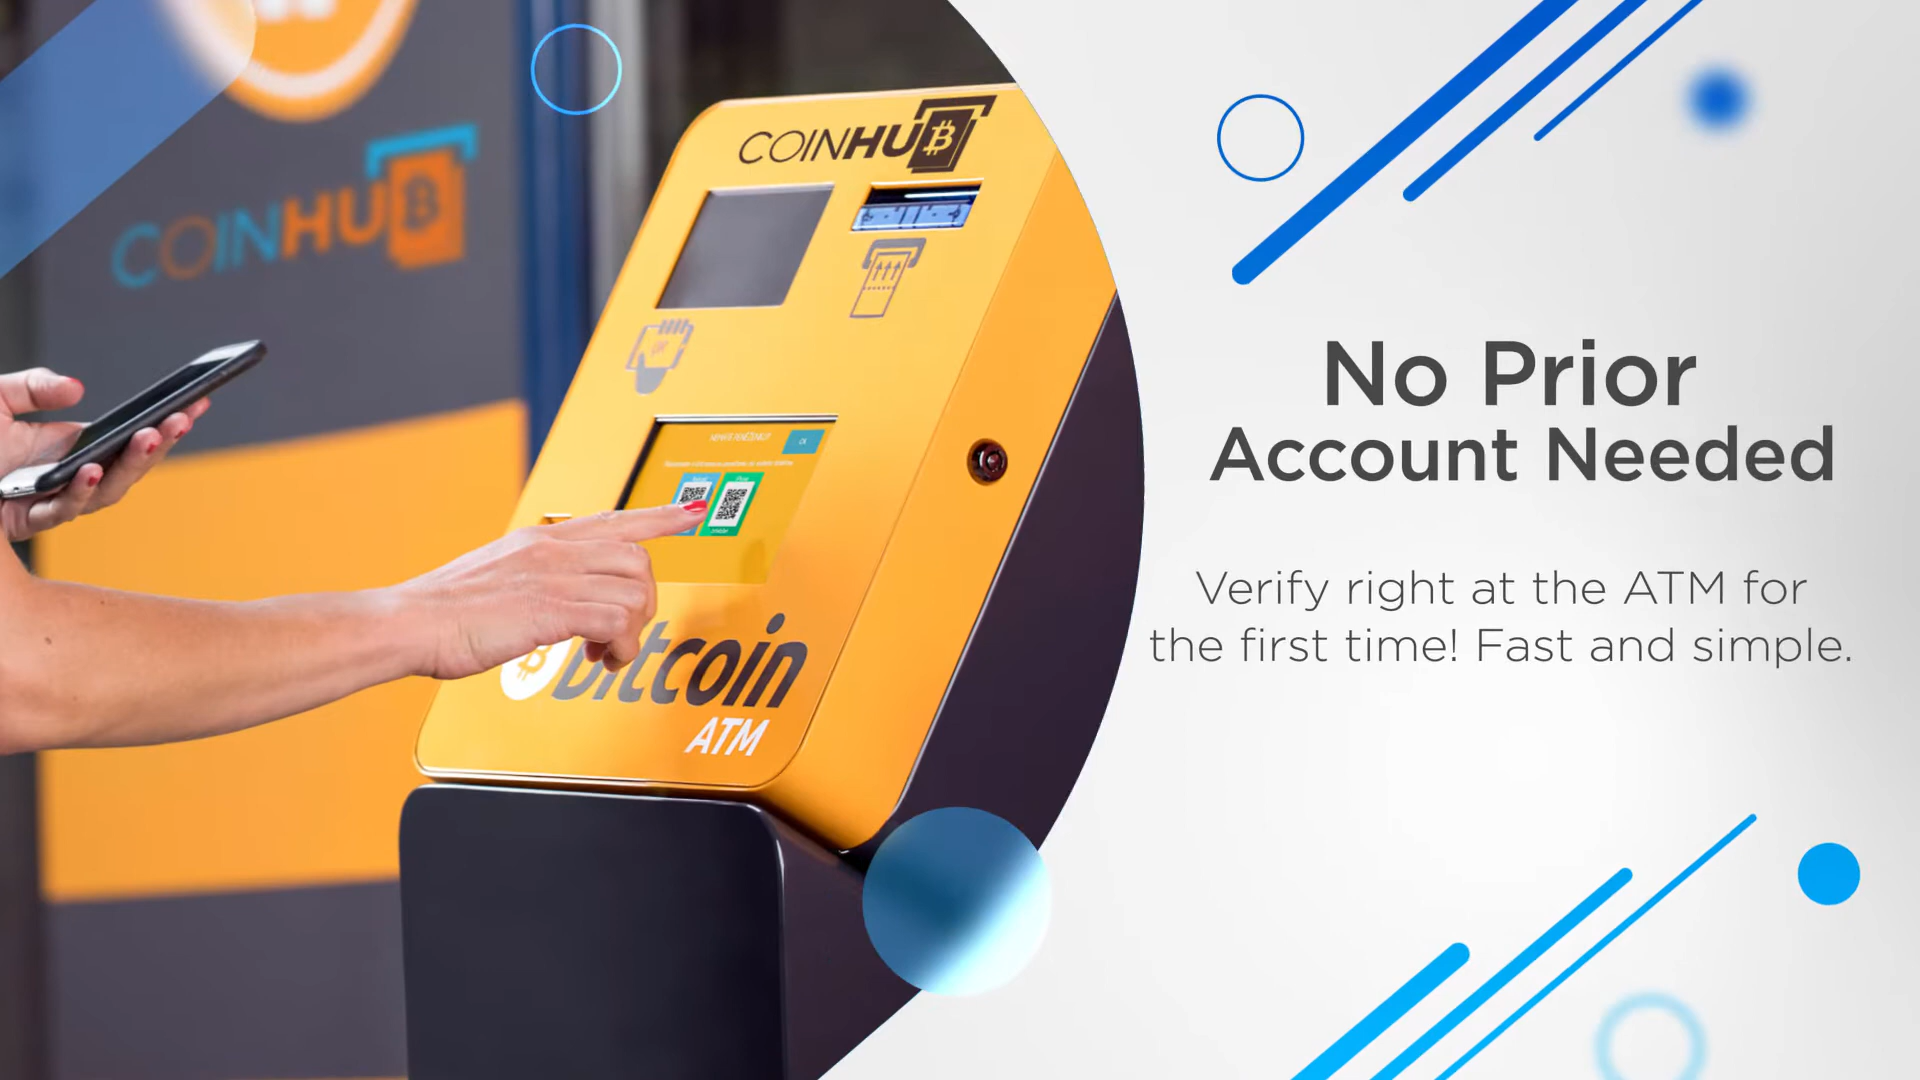 COINHUB
COINHUB
Bitcoin
ATM
No Prior
Account Needed
Verify right at the ATM for
the first time! Fast and simple.